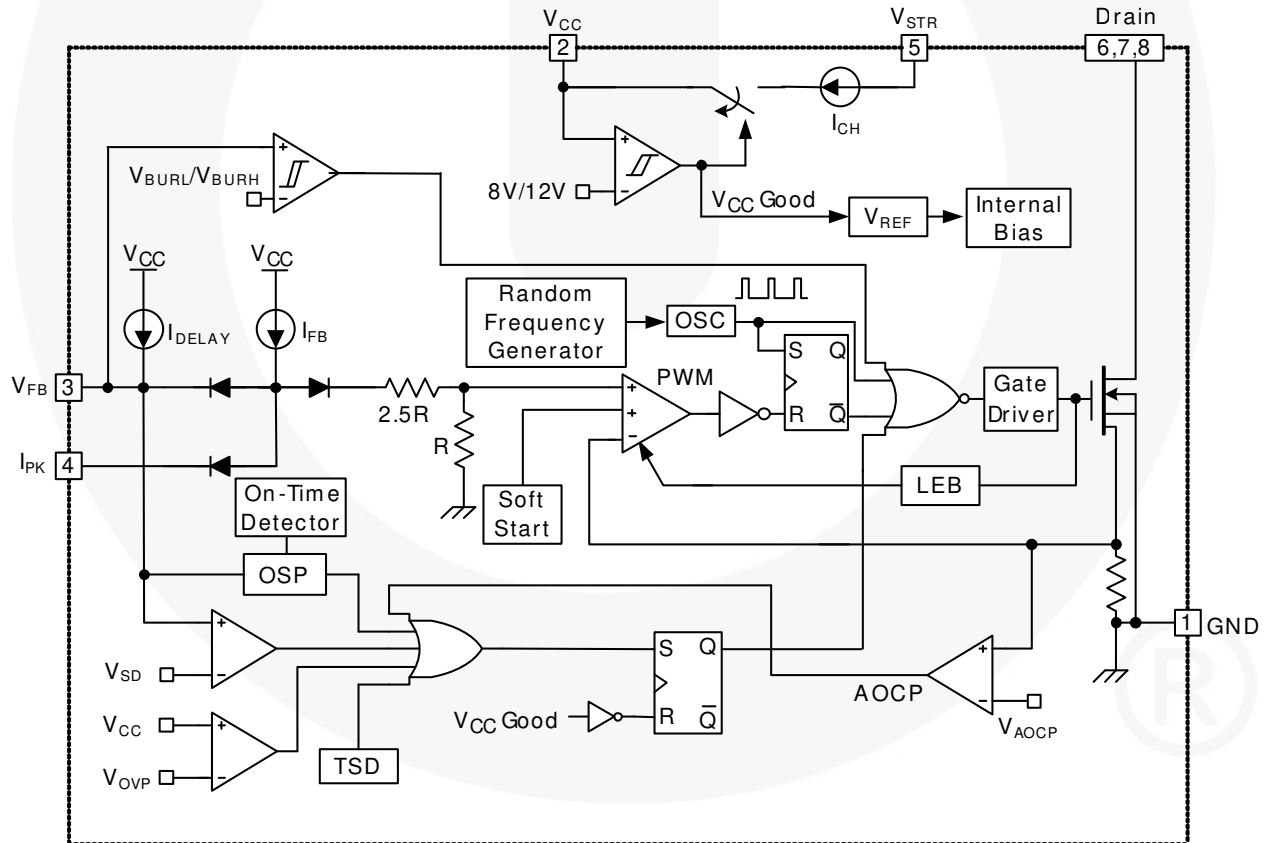 VCC
VSTR
Drain
2
5
6,7,8
ICH
+
-
VBURL/VBURH
+
-
8V/12V
VCC Good
VREF
Internal
Bias
VCC
VCC
Random
Frequency
Generator
OSC
IDELAY
IFB
S
Q
R
Q̅
VFB
3
2.5R
R
PWM
+
+
-
Gate
Driver
IPK
4
LEB
Soft
Start
On-Time
Detector
OSP
1
GND
+
-
VSD
S
Q
R
Q̅
VCC Good
AOCP
+
-
VAOCP
VCC
+
-
VOVP
TSD
®